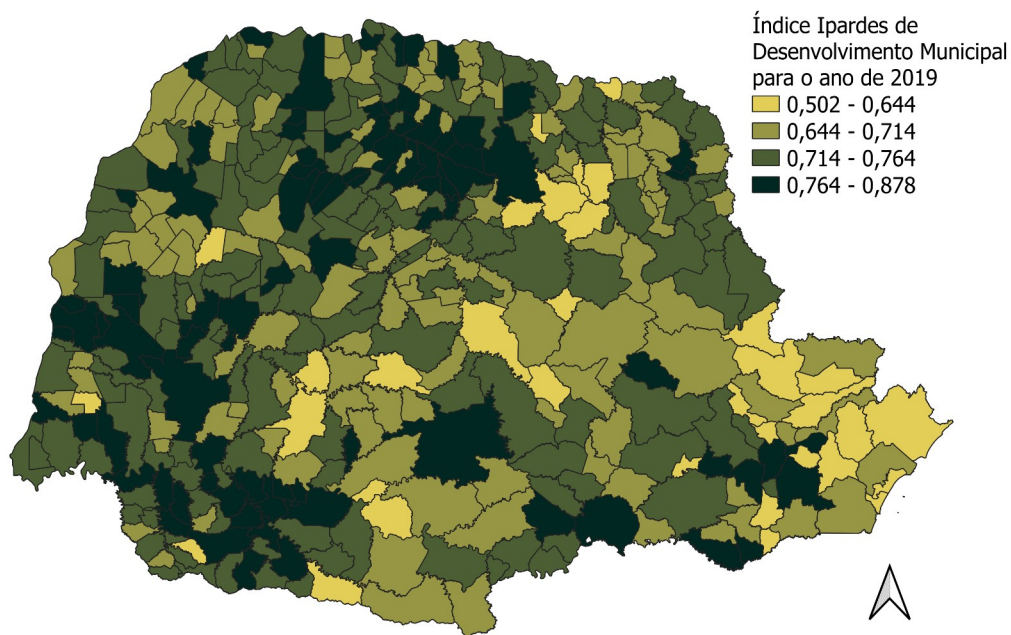 Índice Ipardes de
Desenvolvimento Municipal
para o ano de 2019
0,502 - 0,644
0,644 - 0,714
0,714 - 0,764
0,764 - 0,878